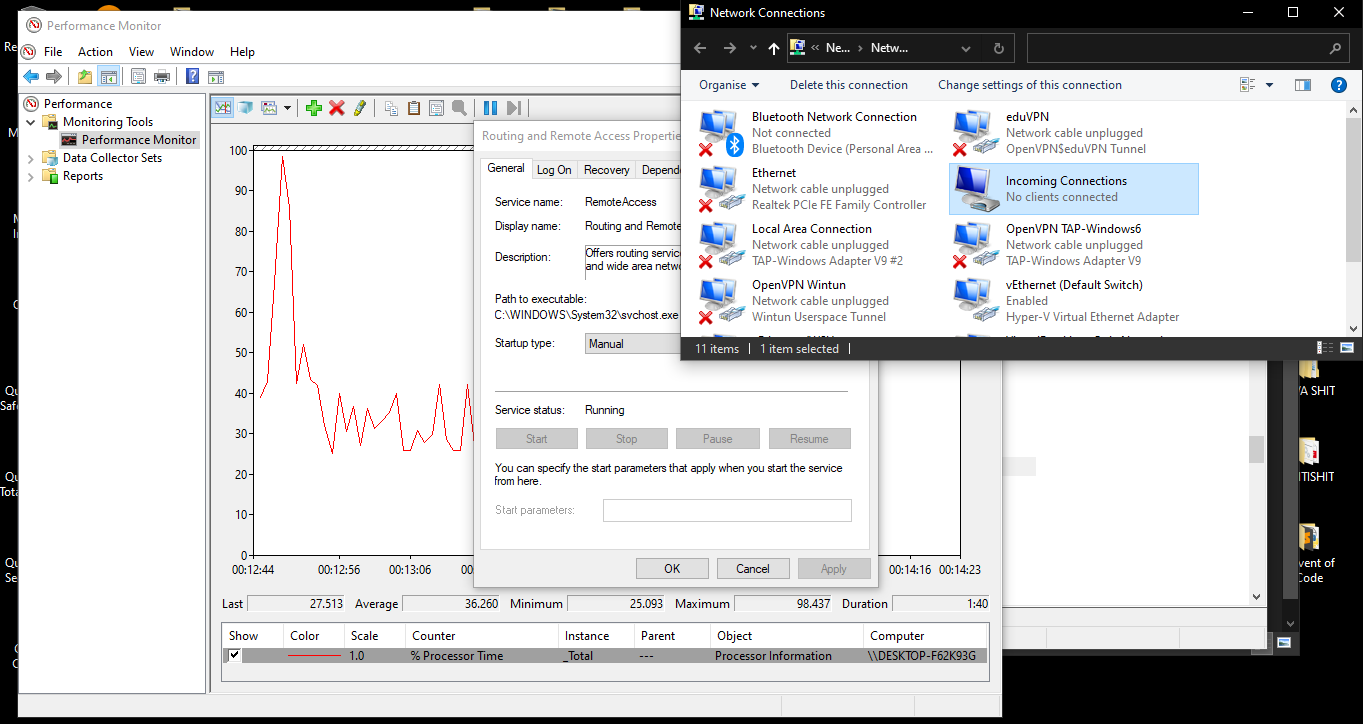 Performance Monitor
File Action View Window Help
Performance
Monitoring Tools
Performance Monitor
Data Collector Sets
Reports
100
90
80
70
60
50
40
30
20
10
0
00:12:44 00:12:56 00:13:06 00:14:16 00:14:23
Last 27.513 Average 36.260 Minimum 25.093 Maximum 98.437 Duration 1:40
Show Color Scale Counter Instance Parent Object Computer
1.0 % Processor Time _Total --- Processor Information \\DESKTOP-F62K93G
Routing and Remote Access Propertie
General Log On Recovery Depend
Service name: RemoteAccess
Display name: Routing and Remote
Description: Offers routing servic
and wide area netw
Path to executable:
C:\WINDOWS\System32\svchost.exe
Startup type: Manual
Service status: Running
Start Stop Pause Resume
You can specify the start parameters that apply when you start the service
from here.
Start parameters:
OK Cancel Apply
Network Connections
« Ne... › Netw...
Organise Delete this connection Change settings of this connection
Bluetooth Network Connection
Not connected
Bluetooth Device (Personal Area ...
eduVPN
Network cable unplugged
OpenVPN$eduVPN Tunnel
Ethernet
Network cable unplugged
Realtek PCIe FE Family Controller
Incoming Connections
No clients connected
Local Area Connection
Network cable unplugged
TAP-Windows Adapter V9 #2
OpenVPN TAP-Windows6
Network cable unplugged
TAP-Windows Adapter V9
OpenVPN Wintun
Network cable unplugged
Wintun Userspace Tunnel
vEthernet (Default Switch)
Enabled
Hyper-V Virtual Ethernet Adapter
11 items 1 item selected
VA SHIT
TISHIT
vent of
Code